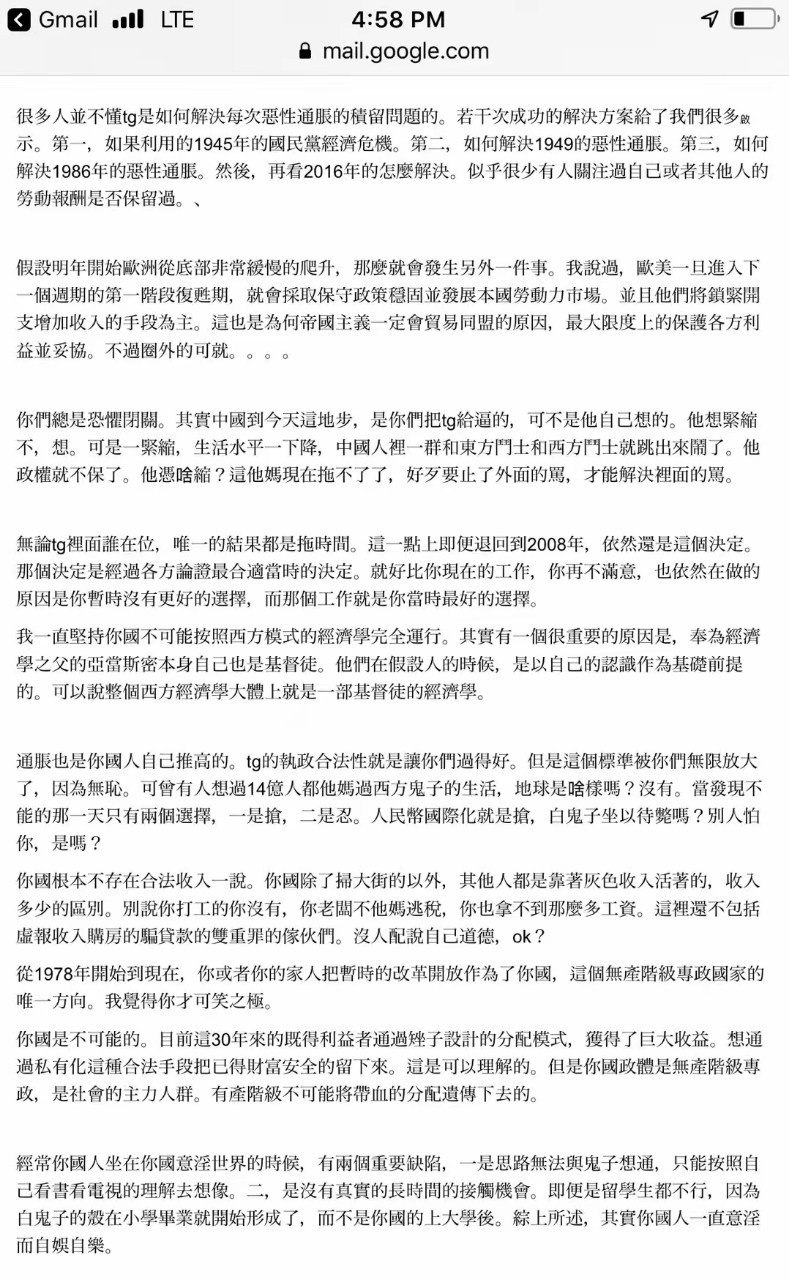 Gmail LTE 4:58 PM
mail.google.com
很多人並不懂tg是如何解決每次惡性通脹的積留問題的。若干次成功的解決方案給了我們很多啟
示。第一，如果利用的1945年的國民黨經濟危機。第二，如何解決1949的惡性通脹。第三，如何
解決1986年的惡性通脹。然後，再看2016年的怎麼解決。似乎很少有人關注過自己或者其他人的
勞動報酬是否保留過。、
假設明年開始歐洲從底部非常緩慢的爬升，那麼就會發生另外一件事。我說過，歐美一旦進入下
一個週期的第一階段復甦期，就會採取保守政策穩固並發展本國勞動力市場。並且他們將鎖緊開
支增加收入的手段為主。這也是為何帝國主義一定會貿易同盟的原因，最大限度上的保護各方利
益並妥協。不過圈外的可就。。。。
你們總是恐懼閉關。其實中國到今天這地步，是你們把tg給逼的，可不是他自己想的。他想緊縮
不，想。可是一緊縮，生活水平一下降，中國人裡一群和東方鬥士和西方鬥士就跳出來鬧了。他
政權就不保了。他憑啥縮？這他媽現在拖不了了，好歹要止了外面的罵，才能解決裡面的罵。
無論tg裡面誰在位，唯一的結果都是拖時間。這一點上即便退回到2008年，依然還是這個決定。
那個決定是經過各方論證最合適當時的決定。就好比你現在的工作，你再不滿意，也依然在做的
原因是你暫時沒有更好的選擇，而那個工作就是你當時最好的選擇。
我一直堅持你國不可能按照西方模式的經濟學完全運行。其實有一個很重要的原因是，奉為經濟
學之父的亞當斯密本身自己也是基督徒。他們在假設人的時候，是以自己的認識作為基礎前提
的。可以說整個西方經濟學大體上就是一部基督徒的經濟學。
通脹也是你國人自己推高的。tg的執政合法性就是讓你們過得好。但是這個標準被你們無限放大
了，因為無恥。可曾有人想過14億人都他媽過西方鬼子的生活，地球是啥樣嗎？沒有。當發現不
能的那一天只有兩個選擇，一是搶，二是忍。人民幣國際化就是搶，白鬼子坐以待斃嗎？別人怕
你，是嗎？
你國根本不存在合法收入一說。你國除了掃大街的以外，其他人都是靠著灰色收入活著的，收入
多少的區別。別說你打工的你沒有，你老闆不他媽逃稅，你也拿不到那麼多工資。這裡還不包括
虛報收入購房的騙貸款的雙重罪的傢伙們。沒人配說自己道德，ok？
從1978年開始到現在，你或者你的家人把暫時的改革開放作為了你國，這個無產階級專政國家的
唯一方向。我覺得你才可笑之極。
你國是不可能的。目前這30年來的既得利益者通過矬子設計的分配模式，獲得了巨大收益。想通
過私有化這種合法手段把已得財富安全的留下來。這是可以理解的。但是你國政體是無產階級專
政，是社會的主力人群。有產階級不可能將帶血的分配遺傳下去的。
經常你國人坐在你國意淫世界的時候，有兩個重要缺陷，一是思路無法與鬼子想通，只能按照自
己看書看電視的理解去想像。二，是沒有真實的長時間的接觸機會。即便是留學生都不行，因為
白鬼子的殼在小學畢業就開始形成了，而不是你國的上大學後。綜上所述，其實你國人一直意淫
而自娛自樂。